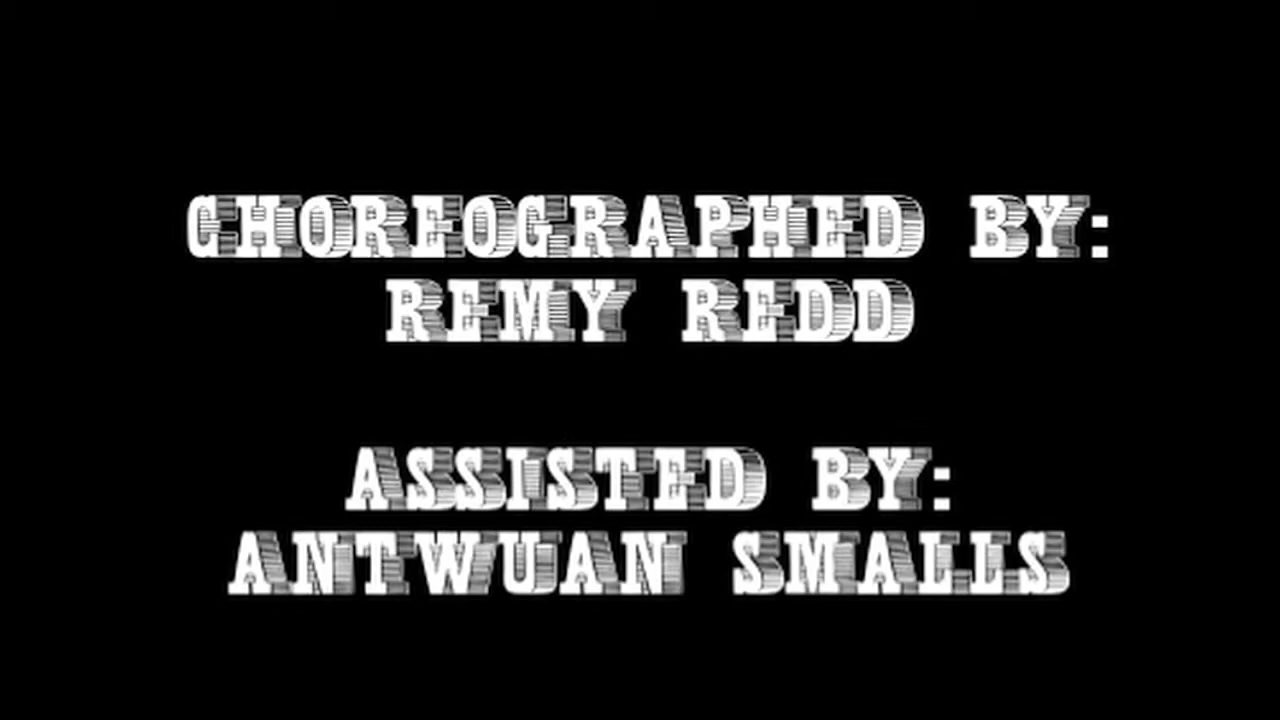 CHOREOGRAPHED BY:
REMY REDD
ASSISTED BY:
ANTWUAN SMALLS